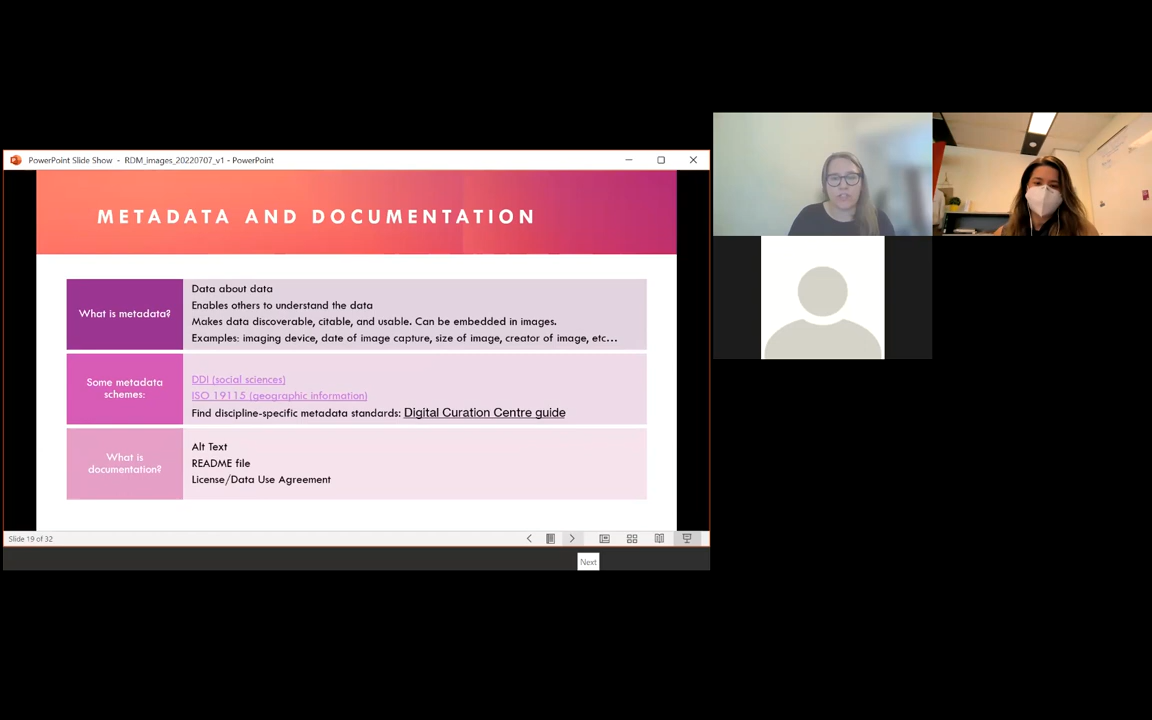 PowerPoint Slide Show - RDM_images_20220707_v1 - PowerPoint
METADATA AND DOCUMENTATION
What is metadata?
Data about data
Enables others to understand the data
Makes data discoverable, citable, and usable. Can be embedded in images.
Examples: imaging device, date of image capture, size of image, creator of image, etc...
Some metadata
schemes:
DDI (social sciences)
ISO 19115 (geographic information)
Find discipline-specific metadata standards: Digital Curation Centre guide
What is
documentation?
Alt Text
README file
License/Data Use Agreement
Slide 19 of 32
Next